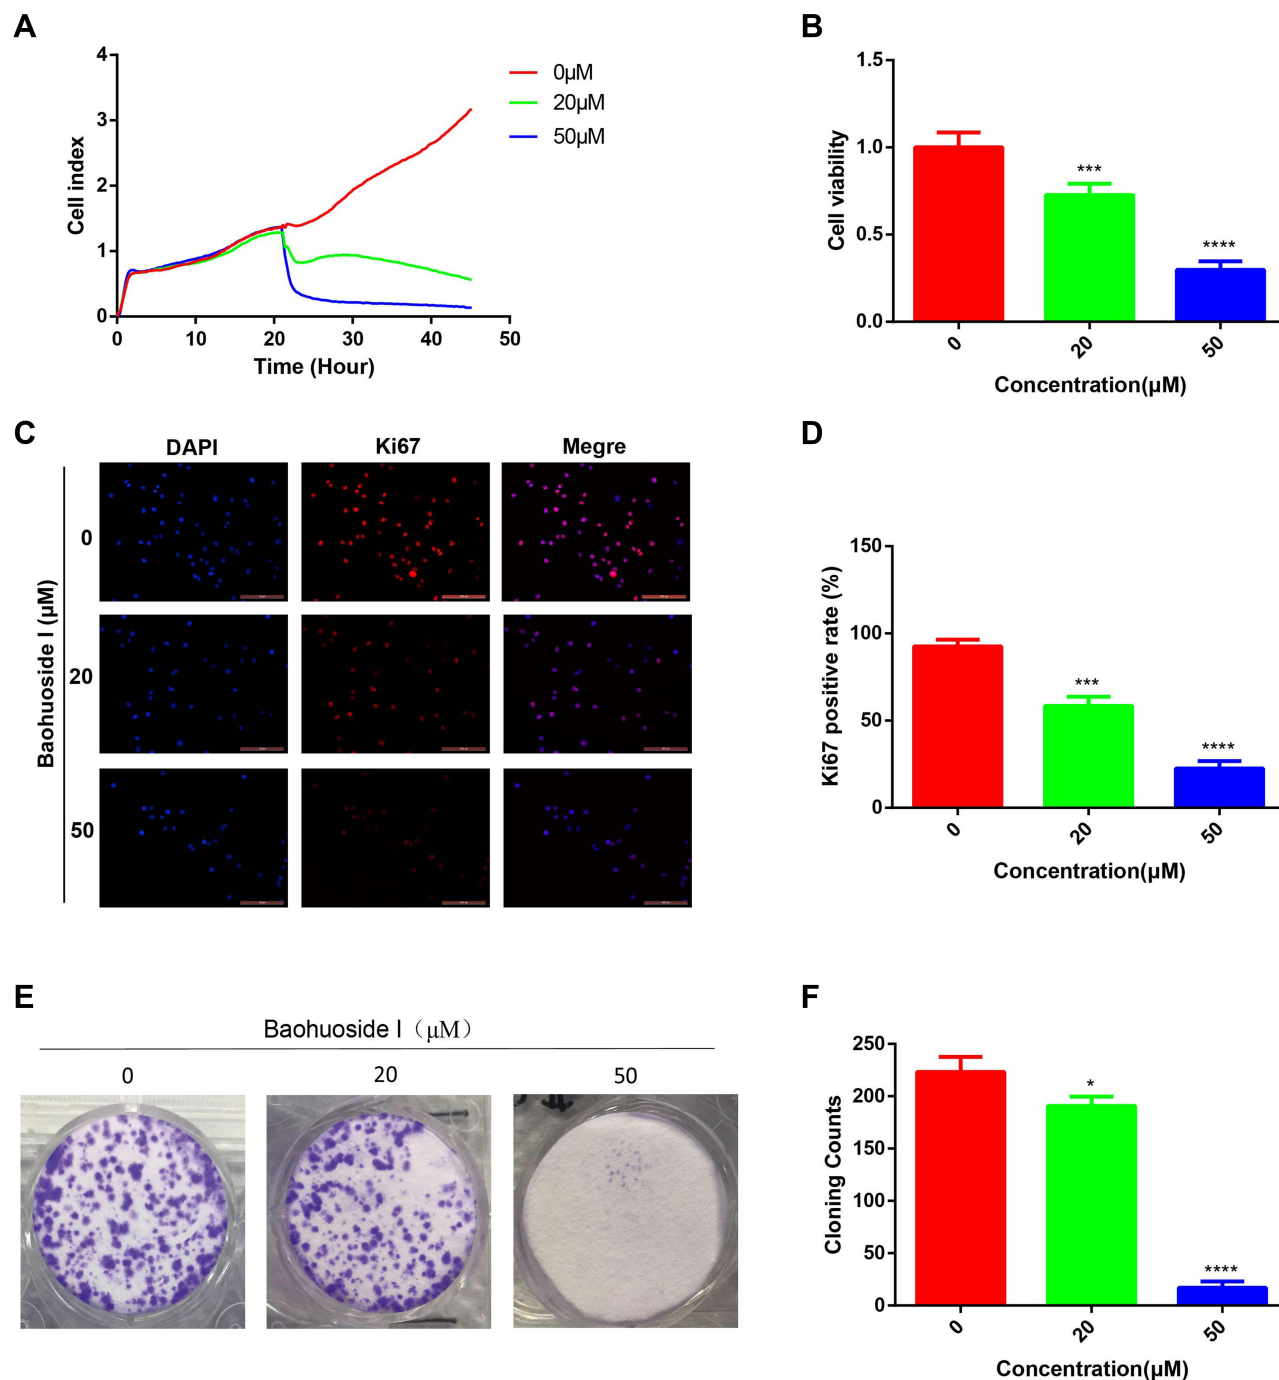 A
4
3
2
1
0
Cell index
0
10
20
30
40
50
Time (Hour)
0µM
20µM
50µM
B
1.5
1.0
0.5
0.0
Cell viability
***
****
0
20
50
Concentration(µM)
C
DAPI
Ki67
Megre
Baohuoside I (µM)
0
20
50
D
150
100
50
0
Ki67 positive rate (%)
***
****
0
20
50
Concentration(µM)
E
Baohuoside I（μM）
0
20
50
F
250
200
150
100
50
0
Cloning Counts
*
****
0
20
50
Concentration(µM)